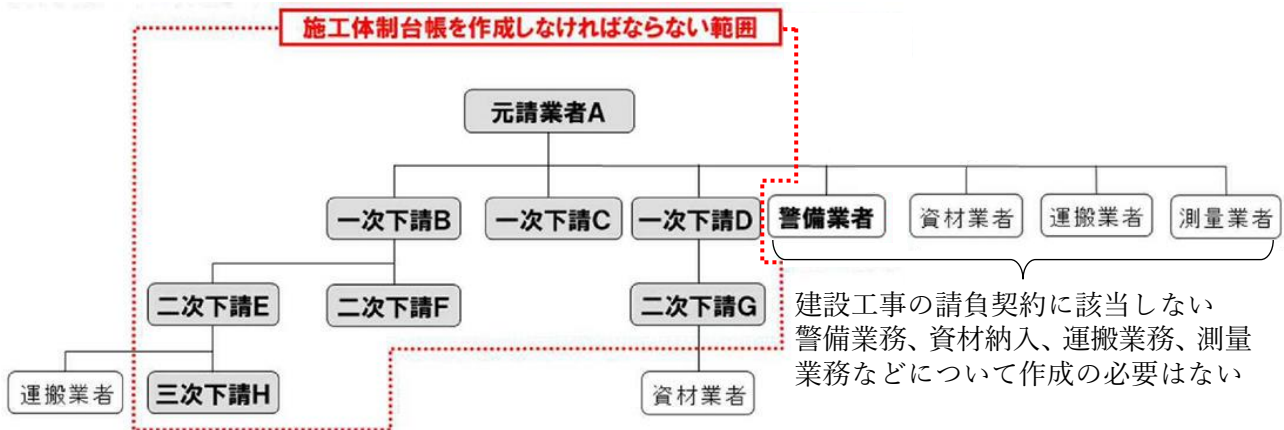 施工体制台帳を作成しなければならない範囲
元請業者A
一次下請B
一次下請C
一次下請D
警備業者
資材業者
運搬業者
測量業者
二次下請E
二次下請F
二次下請G
建設工事の請負契約に該当しない
警備業務、資材納入、運搬業務、測量
業務などについて作成の必要はない
運搬業者
三次下請H
資材業者